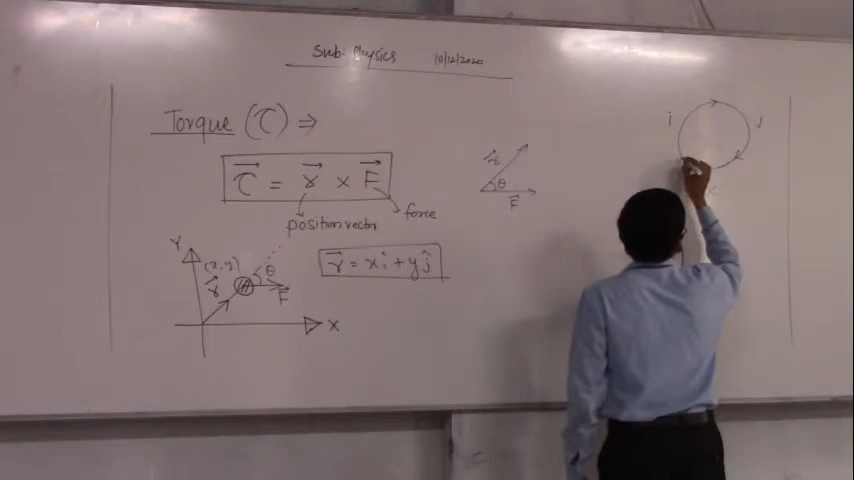 Sub: Physics 10/12/2020
Torque (τ) ⇒
τ⃗ = r⃗ × F⃗
position vector
force
r⃗
θ
F⃗
i
j
Y
(x,y)
r⃗
θ
F⃗
X
r⃗ = xî + yĵ